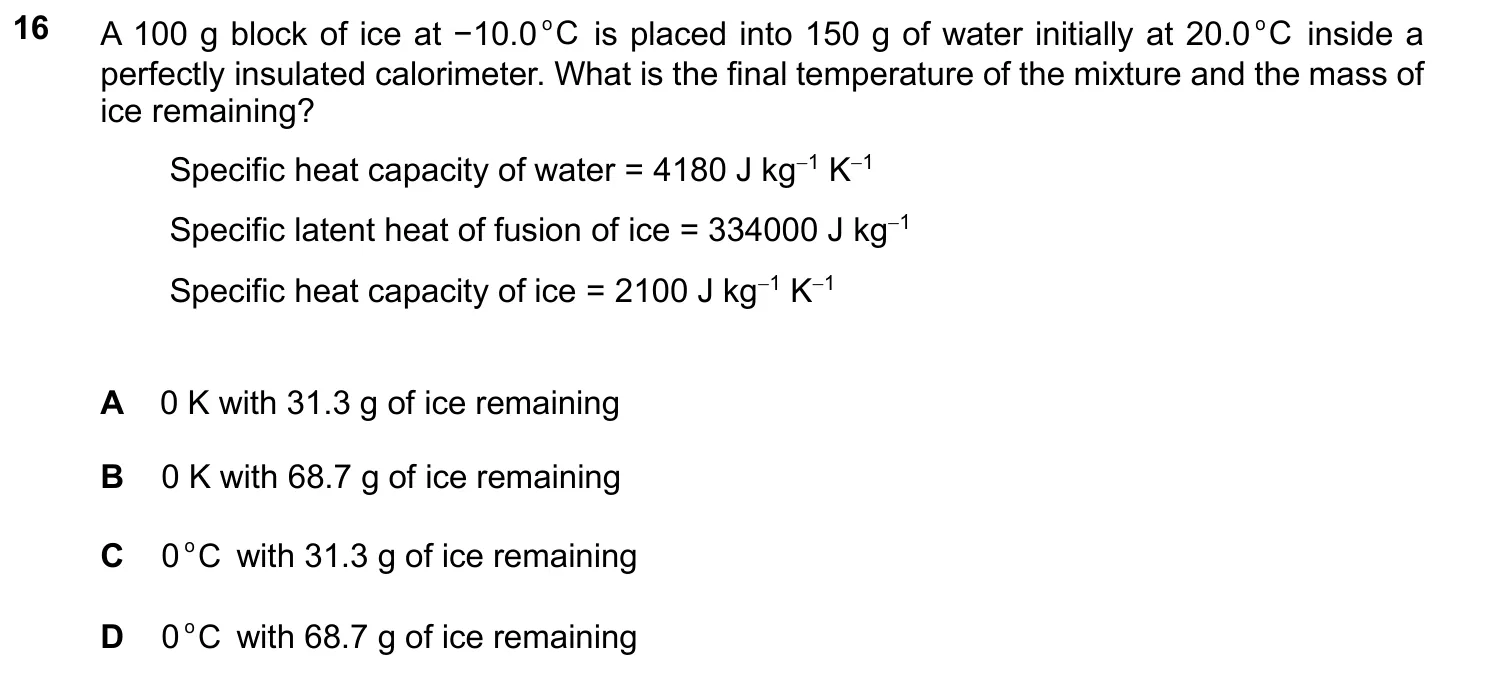 16 A 100 g block of ice at −10.0 °C is placed into 150 g of water initially at 20.0 °C inside a
perfectly insulated calorimeter. What is the final temperature of the mixture and the mass of
ice remaining?
Specific heat capacity of water = 4180 J kg⁻¹ K⁻¹
Specific latent heat of fusion of ice = 334000 J kg⁻¹
Specific heat capacity of ice = 2100 J kg⁻¹ K⁻¹
A 0 K with 31.3 g of ice remaining
B 0 K with 68.7 g of ice remaining
C 0 °C with 31.3 g of ice remaining
D 0 °C with 68.7 g of ice remaining